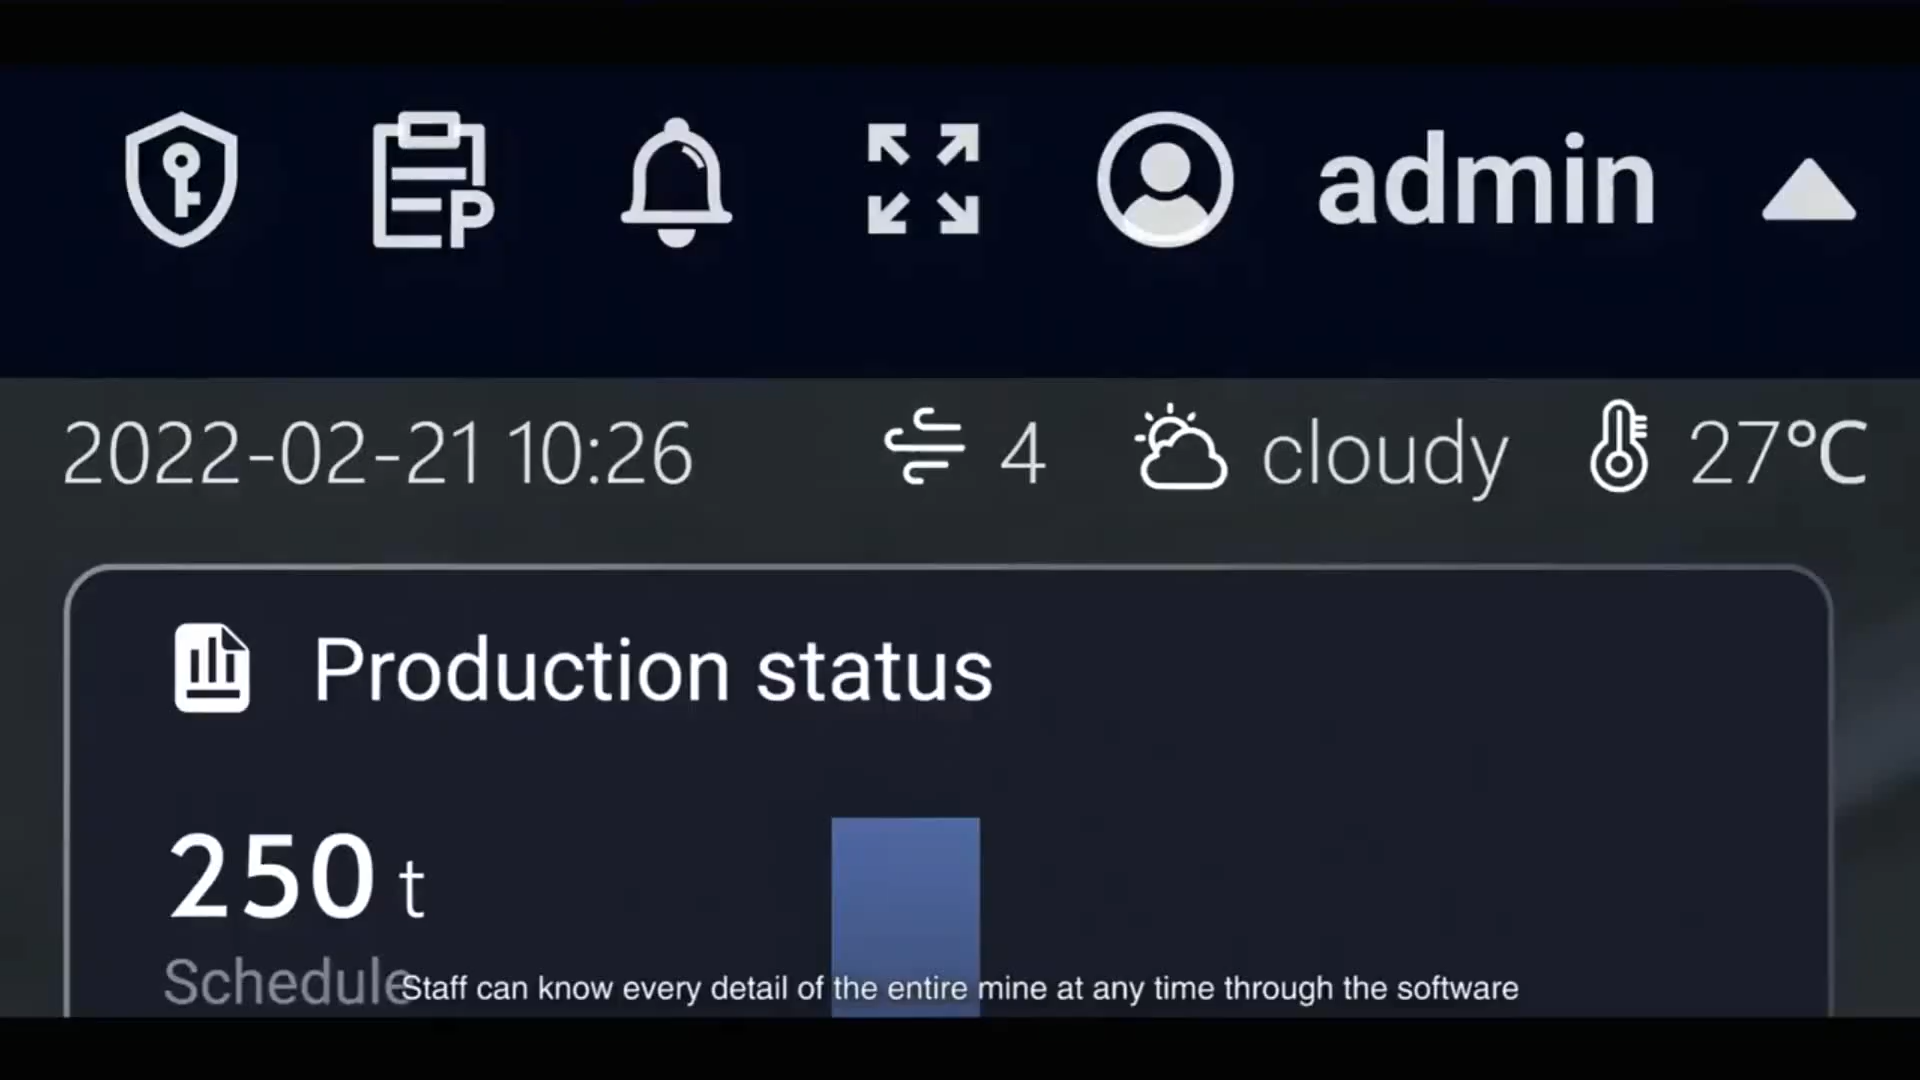 admin
2022-02-21 10:26 4 cloudy 27°C
Production status
250 t
Schedule
Staff can know every detail of the entire mine at any time through the software